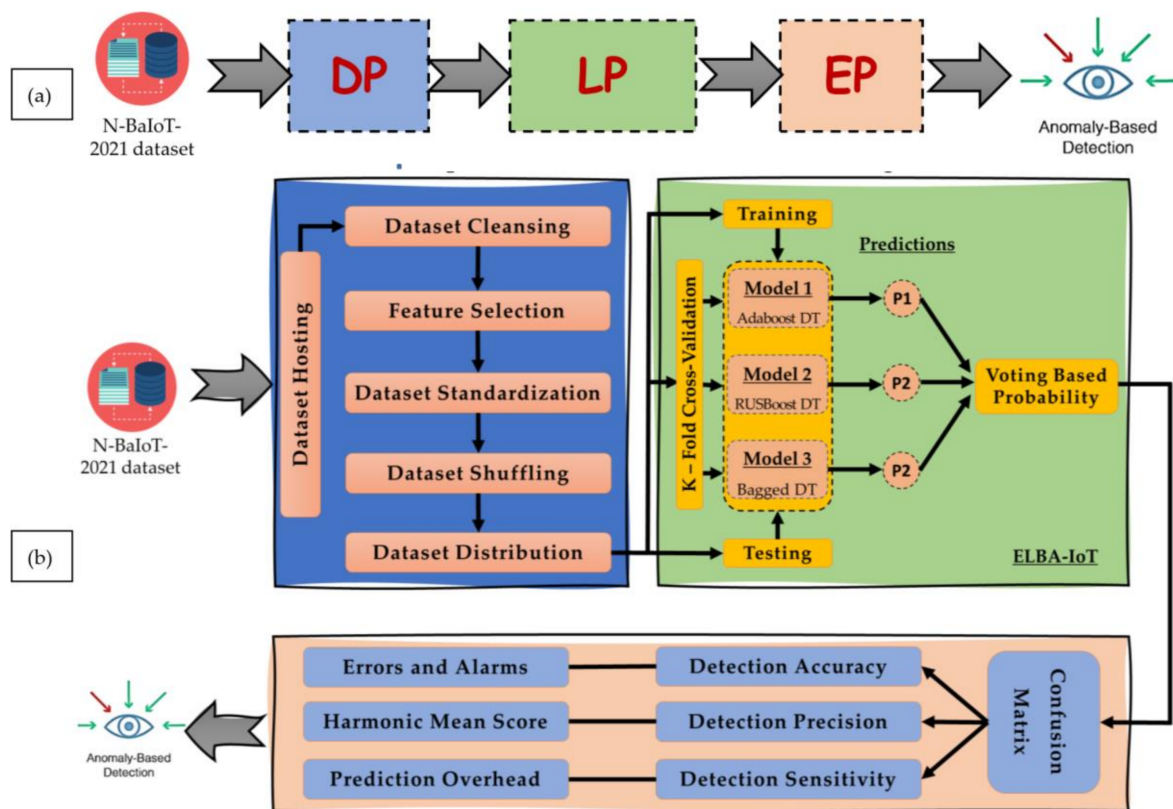 (a)
N-BaIoT-
2021 dataset
DP
LP
EP
Anomaly-Based
Detection
(b)
N-BaIoT-
2021 dataset
Dataset Hosting
Dataset Cleansing
Feature Selection
Dataset Standardization
Dataset Shuffling
Dataset Distribution
Training
Predictions
K – Fold Cross-Validation
Model 1
Adaboost DT
P1
Model 2
RUSBoost DT
P2
Voting Based
Probability
Model 3
Bagged DT
P2
Testing
ELBA-IoT
Errors and Alarms
Detection Accuracy
Harmonic Mean Score
Detection Precision
Prediction Overhead
Detection Sensitivity
Confusion
Matrix
Anomaly-Based
Detection